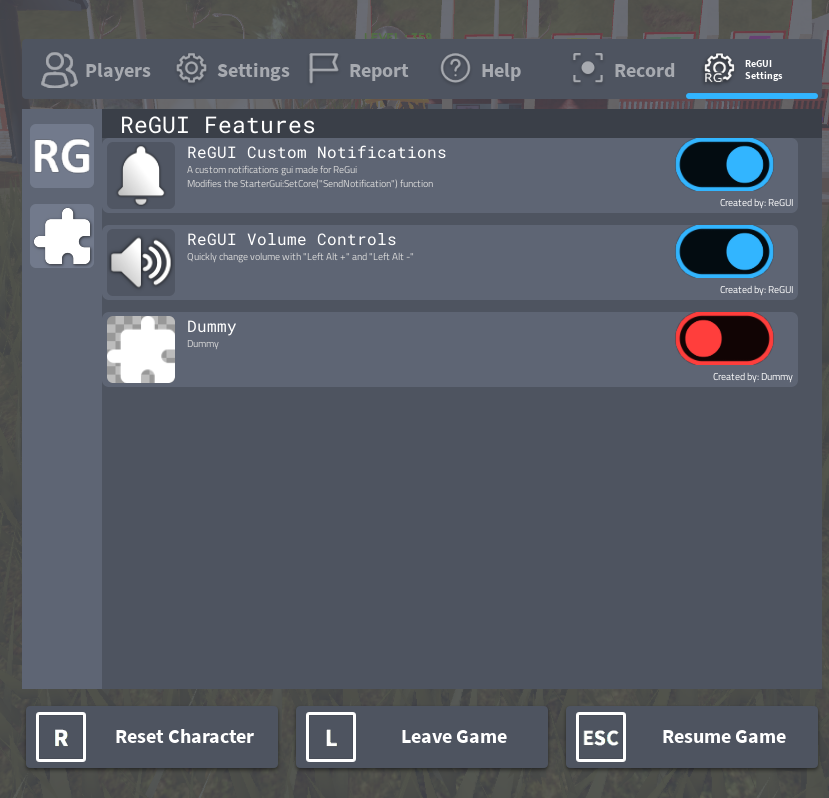 Players
Settings
Report
Help
Record
RG
ReGUI
Settings
RG
ReGUI Features
ReGUI Custom Notifications
A custom notifications gui made for ReGui
Modifies the StarterGui:SetCore("SendNotification") function
Created by: ReGUI
ReGUI Volume Controls
Quickly change volume with "Left Alt +" and "Left Alt -"
Created by: ReGUI
Dummy
Dummy
Created by: Dummy
R
Reset Character
L
Leave Game
ESC
Resume Game